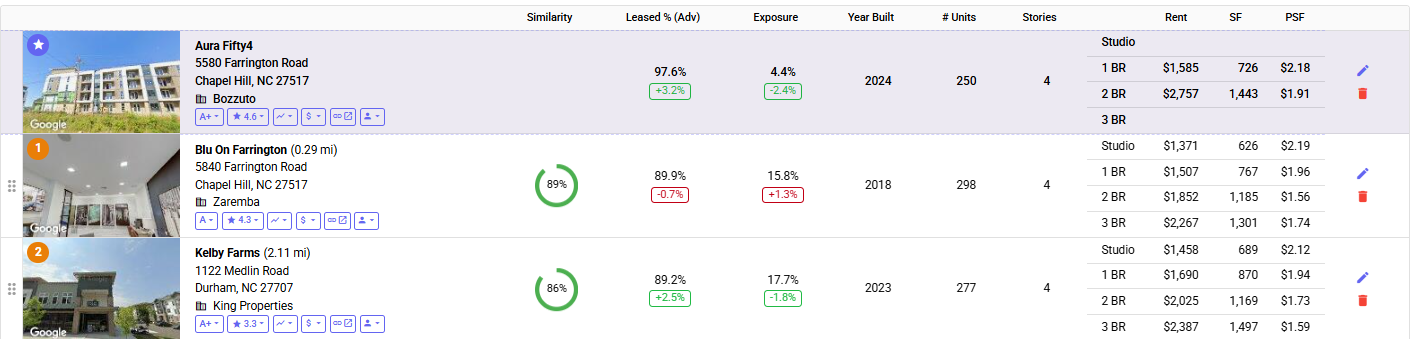 Similarity Leased % (Adv) Exposure Year Built # Units Stories Rent SF PSF
Aura Fifty4
5580 Farrington Road
Chapel Hill, NC 27517
Bozzuto
A+ 4.6 $
Google
97.6% 4.4% 2024 250 4
+3.2% -2.4%
Studio
1 BR $1,585 726 $2.18
2 BR $2,757 1,443 $1.91
3 BR
1
Blu On Farrington (0.29 mi)
5840 Farrington Road
Chapel Hill, NC 27517
Zaremba
A 4.3 $
Google
89% 89.9% 15.8% 2018 298 4
-0.7% +1.3%
Studio $1,371 626 $2.19
1 BR $1,507 767 $1.96
2 BR $1,852 1,185 $1.56
3 BR $2,267 1,301 $1.74
2
Kelby Farms (2.11 mi)
1122 Medlin Road
Durham, NC 27707
King Properties
A+ 3.3 $
Google
86% 89.2% 17.7% 2023 277 4
+2.5% -1.8%
Studio $1,458 689 $2.12
1 BR $1,690 870 $1.94
2 BR $2,025 1,169 $1.73
3 BR $2,387 1,497 $1.59